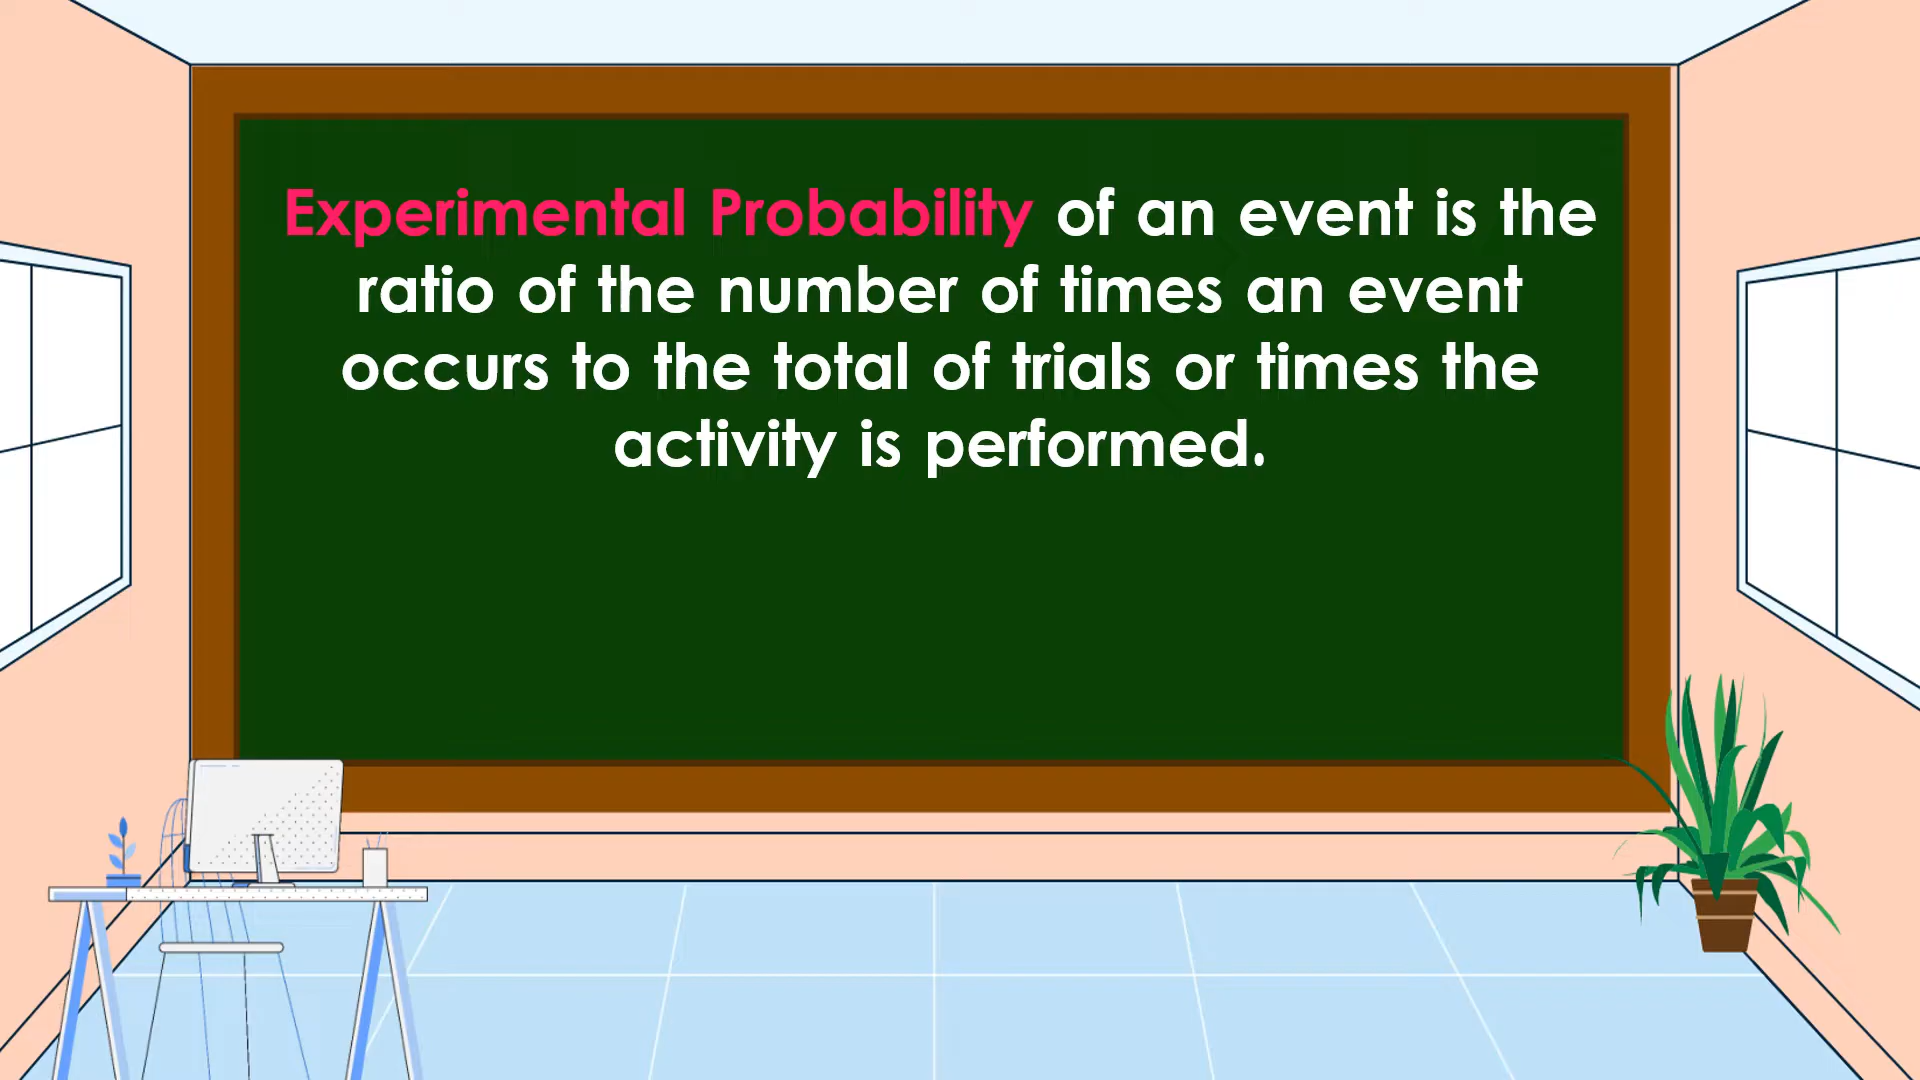 Experimental Probability of an event is the
ratio of the number of times an event
occurs to the total of trials or times the
activity is performed.